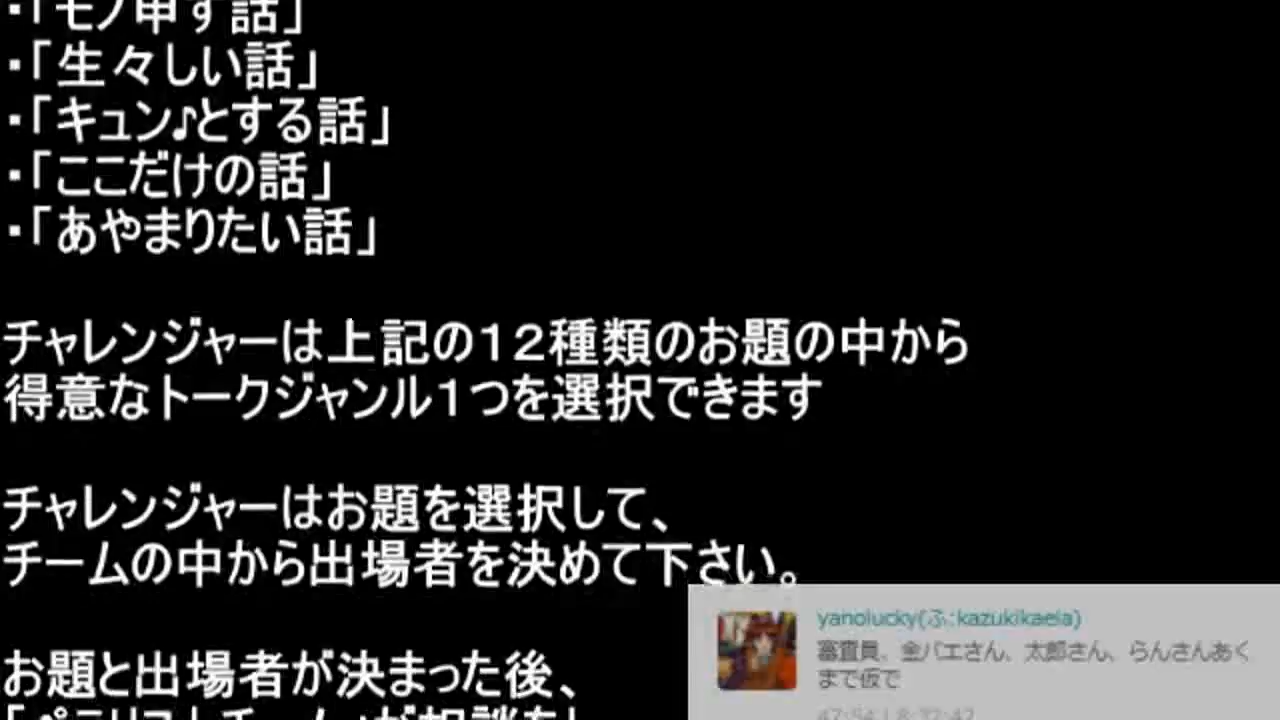 ・「モノ申す話」
・「生々しい話」
・「キュン♪とする話」
・「ここだけの話」
・「あやまりたい話」
チャレンジャーは上記の１２種類のお題の中から
得意なトークジャンル１つを選択できます
チャレンジャーはお題を選択して、
チームの中から出場者を決めて下さい。
お題と出場者が決まった後、
yanolucky(ふ:kazukikaela)
審査員、金バエさん、太郎さん、らんさんあく
まで仮で